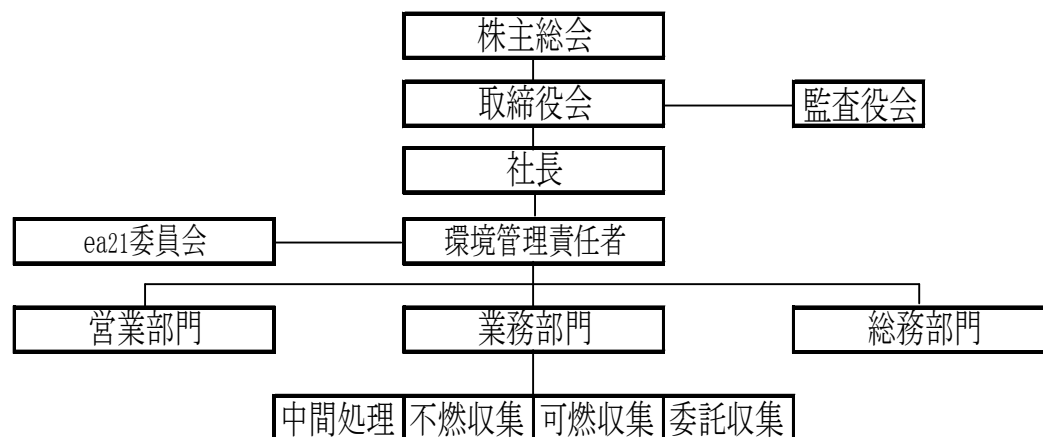 株主総会
取締役会 監査役会
社長
ea21委員会 環境管理責任者
営業部門 業務部門 総務部門
中間処理 不燃収集 可燃収集 委託収集